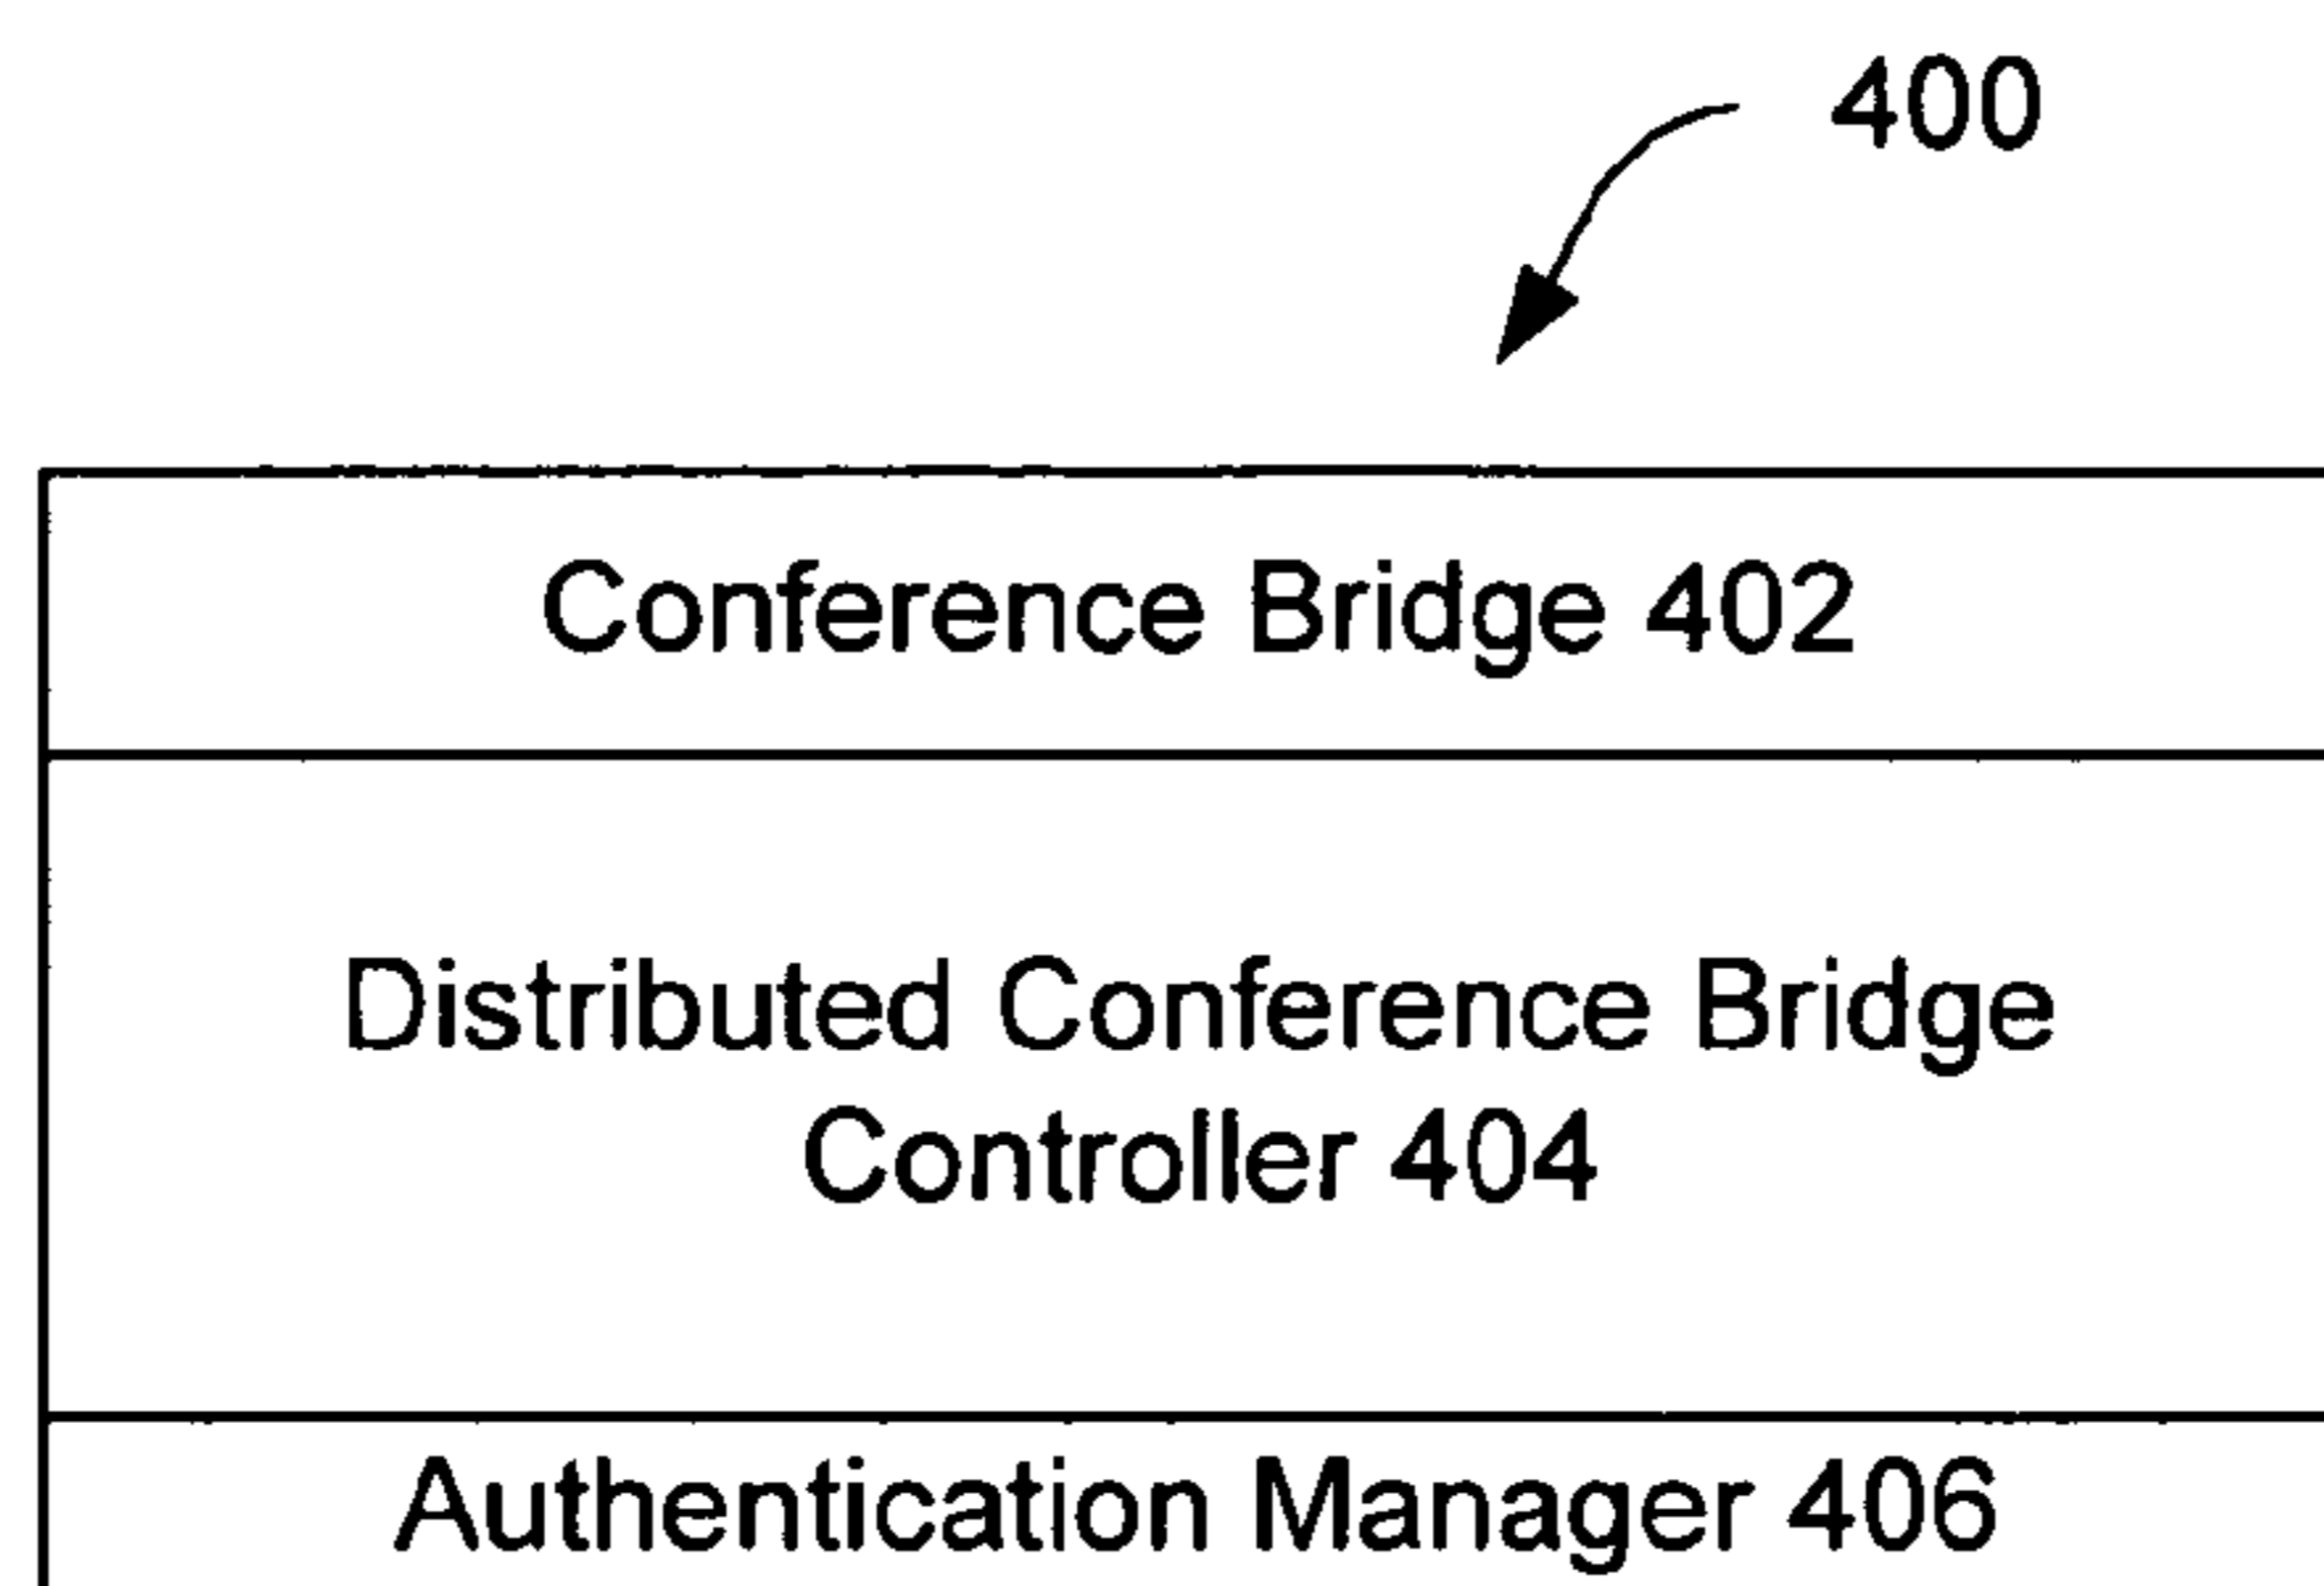 400
Conference Bridge 402
Distributed Conference Bridge
Controller 404
Authentication Manager 406